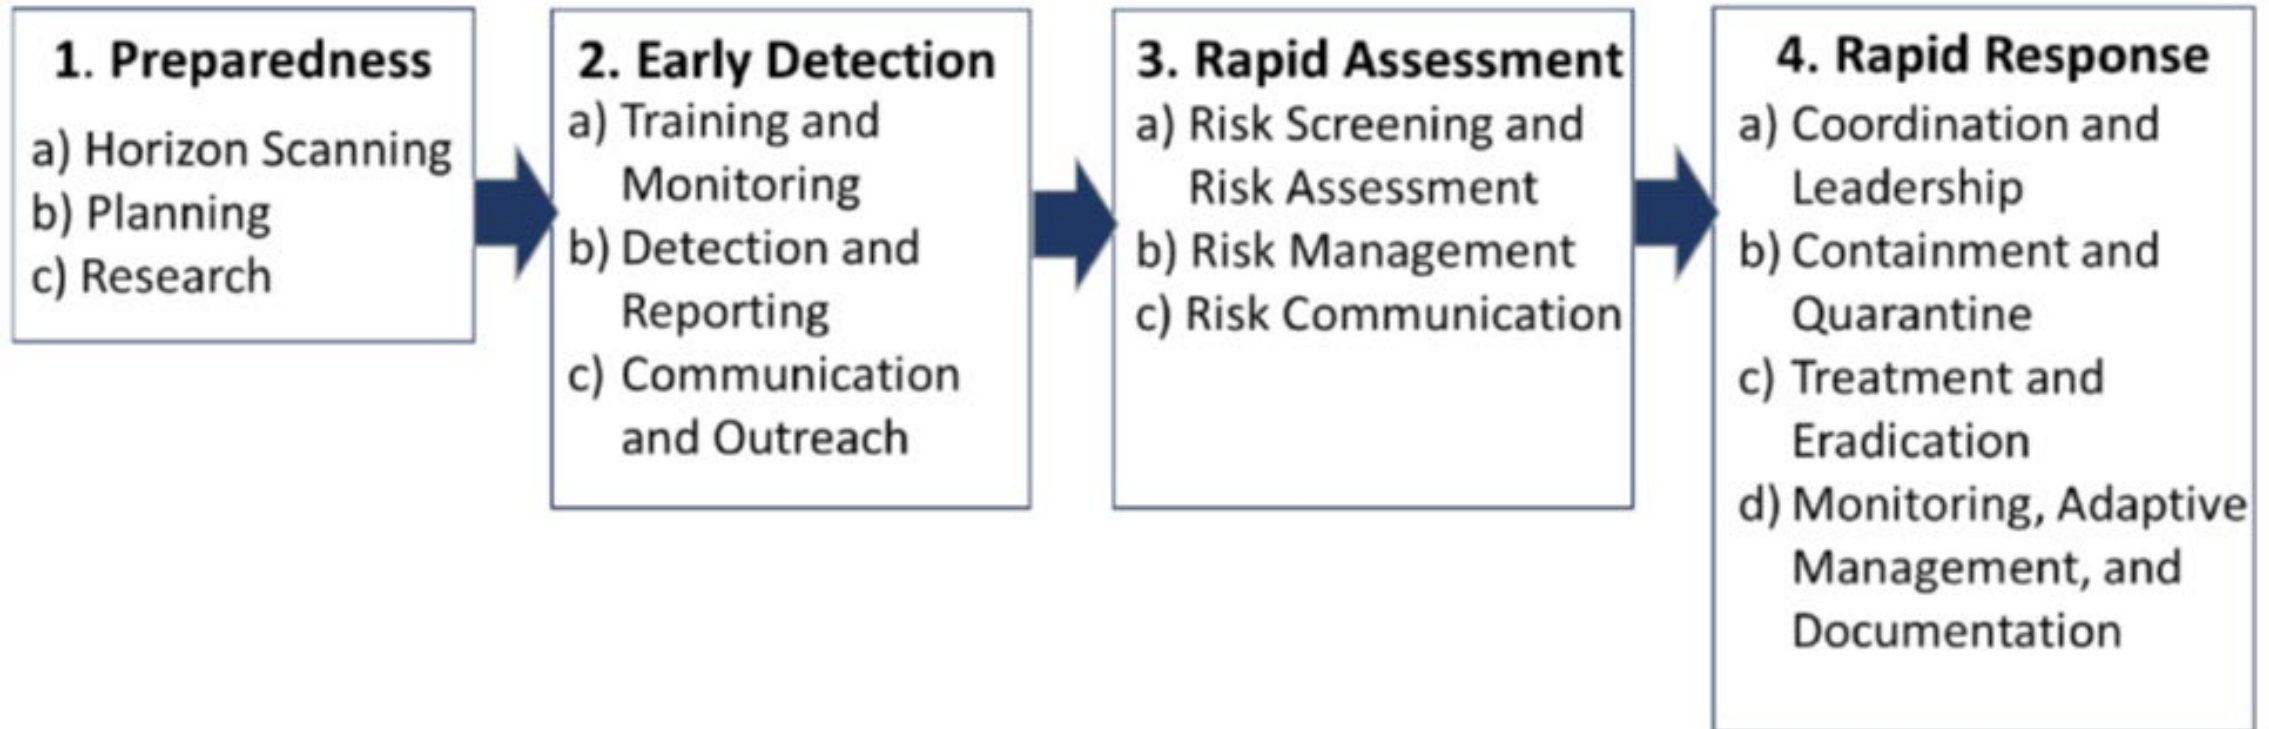 1. Preparedness
a) Horizon Scanning
b) Planning
c) Research
2. Early Detection
a) Training and
Monitoring
b) Detection and
Reporting
c) Communication
and Outreach
3. Rapid Assessment
a) Risk Screening and
Risk Assessment
b) Risk Management
c) Risk Communication
4. Rapid Response
a) Coordination and
Leadership
b) Containment and
Quarantine
c) Treatment and
Eradication
d) Monitoring, Adaptive
Management, and
Documentation